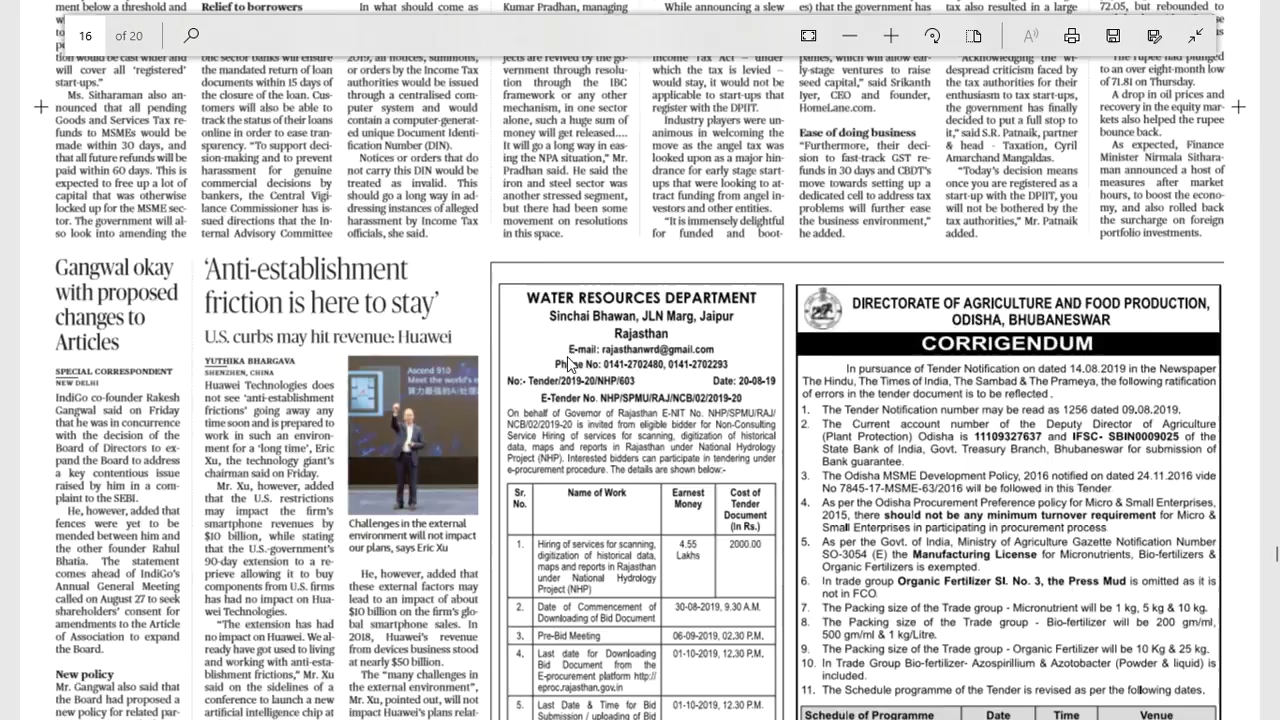 ment below a threshold and
16 of 20
tion would be cast wider and
will cover all ‘registered’
start-ups.”
Ms. Sitharaman also an-
nounced that all pending
Goods and Services Tax re-
funds to MSMEs would be
made within 30 days, and
that all future refunds will be
paid within 60 days. This is
expected to free up a lot of
capital that was otherwise
locked up for the MSME sec-
tor. The government will al-
so look into amending the
Relief to borrowers
blic sector banks will ensure
the mandated return of loan
documents within 15 days of
the closure of the loan. Cus-
tomers will also be able to
track the status of their loans
online in order to ease tran-
sparency. “To support deci-
sion-making and to prevent
harassment for genuine
commercial decisions by
bankers, the Central Vigi-
lance Commission has is-
sued directions that the In-
ternal Advisory Committee
In what should come as
2019, all notices, summons,
or orders by the Income Tax
authorities would be issued
through a centralised com-
puter system and would
contain a computer-generat-
ed unique Document Identi-
fication Number (DIN).
Notices or orders that do
not carry this DIN would be
treated as invalid. This
should go a long way in ad-
dressing instances of alleged
harassment by Income Tax
officials, she said.
Kumar Pradhan, managing
jects are revived by the go-
vernment through resolu-
tion through the IBC
framework or any other
mechanism, in one sector
alone, such a huge sum of
money will get released....
It will go a long way in eas-
ing the NPA situation,” Mr.
Pradhan said. He said the
iron and steel sector was
another stressed segment,
but there had been some
movement on resolutions
in this space.
While announcing a slew
Income Tax Act – under
which the tax is levied –
would stay, it would not be
applicable to start-ups that
register with the DPIIT.
Industry players were un-
animous in welcoming the
move as the angel tax was
looked upon as a major hin-
drance for early stage start-
ups that were looking to at-
tract funding from angel in-
vestors and other entities.
“It is immensely delightful
for funded and boot-
es) that the government has
panies, which will allow ear-
ly-stage ventures to raise
seed capital,” said Srikanth
Iyer, CEO and founder,
HomeLane.com.
Ease of doing business
“Furthermore, their deci-
sion to fast-track GST re-
funds in 30 days and CBDT’s
move towards setting up a
dedicated cell to address tax
problems will further ease
the business environment,”
he added.
tax also resulted in a large
“Acknowledging the wi-
despread criticism faced by
the tax authorities for their
enthusiasm to tax start-ups,
the government has finally
decided to put a full stop to
it,” said S.R. Patnaik, partner
& head - Taxation, Cyril
Amarchand Mangaldas.
“Today’s decision means
once you are registered as a
start-up with the DPIIT, you
will not be bothered by the
tax authorities,” Mr. Patnaik
added.
72.05, but rebounded to
The rupee had plunged
to an over eight-month low
of 71.81 on Thursday.
A drop in oil prices and
recovery in the equity mar-
kets also helped the rupee
bounce back.
As expected, Finance
Minister Nirmala Sithara-
man announced a host of
measures after market
hours, to boost the econo-
my, and also rolled back
the surcharge on foreign
portfolio investments.
Gangwal okay
with proposed
changes to
Articles
SPECIAL CORRESPONDENT
NEW DELHI
IndiGo co-founder Rakesh
Gangwal said on Friday
that he was in concurrence
with the decision of the
Board of Directors to ex-
pand the Board to address
a key contentious issue
raised by him in a com-
plaint to the SEBI.
He, however, added that
fences were yet to be
mended between him and
the other founder Rahul
Bhatia. The statement
comes ahead of IndiGo’s
Annual General Meeting
called on August 27 to seek
shareholders’ consent for
amendments to the Article
of Association to expand
the Board.
New policy
Mr. Gangwal also said that
the Board had proposed a
new policy for related par-
‘Anti-establishment
friction is here to stay’
U.S. curbs may hit revenue: Huawei
YUTHIKA BHARGAVA
SHENZHEN, CHINA
Huawei Technologies does
not see ‘anti-establishment
frictions’ going away any
time soon and is prepared to
work in such an environ-
ment for a ‘long time’, Eric
Xu, the technology giant’s
chairman said on Friday.
Mr. Xu, however, added
that the U.S. restrictions
may impact the firm’s
smartphone revenues by
$10 billion, while stating
that the U.S.-government’s
90-day extension to a re-
prieve allowing it to buy
components from U.S. firms
has had no impact on Hua-
wei Technologies.
“The extension has had
no impact on Huawei. We al-
ready have got used to living
and working with anti-esta-
blishment frictions,” Mr. Xu
said on the sidelines of a
conference to launch a new
artificial intelligence chip at
Ascend 910
Meet the world's
Challenges in the external
environment will not impact
our plans, says Eric Xu
He, however, added that
these external factors may
lead to an impact of about
$10 billion on the firm’s glo-
bal smartphone sales. In
2018, Huawei’s revenue
from devices business stood
at nearly $50 billion.
The “many challenges in
the external environment”,
Mr. Xu, pointed out, will not
impact Huawei’s plans relat-
WATER RESOURCES DEPARTMENT
Sinchai Bhawan, JLN Marg, Jaipur
Rajasthan
E-mail: rajasthanwrd@gmail.com
Phone No: 0141-2702480, 0141-2702293
No:- Tender/2019-20/NHP/603 Date: 20-08-19
E-Tender No. NHP/SPMU/RAJ/NCB/02/2019-20
On behalf of Governor of Rajasthan E-NIT No. NHP/SPMU/RAJ/
NCB/02/2019-20 is invited from eligible bidder for Non-Consulting
Service Hiring of services for scanning, digitization of historical
data, maps and reports in Rajasthan under National Hydrology
Project (NHP). Interested bidders can participate in tendering under
e-procurement procedure. The details are shown below:-
Sr. No. Name of Work Earnest Money Cost of Tender Document (In Rs.)
1. Hiring of services for scanning, 4.55 Lakhs 2000.00
digitization of historical data,
maps and reports in Rajasthan
under National Hydrology
Project (NHP)
2. Date of Commencement of 30-08-2019, 9.30 A.M.
Downloading of Bid Document
3. Pre-Bid Meeting 06-09-2019, 02.30 P.M.
4. Last date for Downloading 01-10-2019, 12.30 P.M.
Bid Document from the
E-procurement platform http://
eproc.rajasthan.gov.in
5. Last Date & Time for Bid 01-10-2019, 12.30 P.M.
Submission / uploading of Bid
DIRECTORATE OF AGRICULTURE AND FOOD PRODUCTION,
ODISHA, BHUBANESWAR
CORRIGENDUM
In pursuance of Tender Notification on dated 14.08.2019 in the Newspaper
The Hindu, The Times of India, The Sambad & The Prameya, the following ratification
of errors in the tender document is to be reflected .
1. The Tender Notification number may be read as 1256 dated 09.08.2019.
2. The Current account number of the Deputy Director of Agriculture
(Plant Protection) Odisha is 11109327637 and IFSC- SBIN0009025 of the
State Bank of India, Govt. Treasury Branch, Bhubaneswar for submission of
Bank guarantee.
3. The Odisha MSME Development Policy, 2016 notified on dated 24.11.2016 vide
No 7845-17-MSME-63/2016 will be followed in this Tender
4. As per the Odisha Procurement Preference policy for Micro & Small Enterprises,
2015, there should not be any minimum turnover requirement for Micro &
Small Enterprises in participating in procurement process
5. As per the Govt. of India, Ministry of Agriculture Gazette Notification Number
SO-3054 (E) the Manufacturing License for Micronutrients, Bio-fertilizers &
Organic Fertilizers is exempted.
6. In trade group Organic Fertilizer Sl. No. 3, the Press Mud is omitted as it is
not in FCO.
7. The Packing size of the Trade group - Micronutrient will be 1 kg, 5 kg & 10 kg.
8. The Packing size of the Trade group - Bio-fertilizer will be 200 gm/ml,
500 gm/ml & 1 kg/Litre.
9. The Packing size of the Trade group - Organic Fertilizer will be 10 Kg & 25 kg.
10. In Trade Group Bio-fertilizer- Azospirillium & Azotobacter (Powder & liquid) is
included.
11. The Schedule programme of the Tender is revised as per the following dates.
Schedule of Programme Date Time Venue